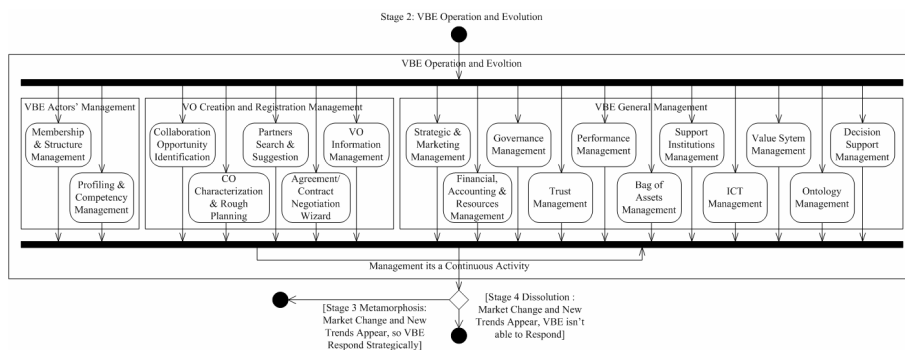 Stage 2: VBE Operation and Evolution
VBE Operation and Evoltion
VBE Actors' Management
VO Creation and Registration Management
VBE General Management
Membership
& Structure
Management
Profiling &
Competency
Management
Collaboration
Opportunity
Identification
CO
Characterization
& Rough
Planning
Partners
Search &
Suggestion
Agreement/
Contract
Negotiation
Wizard
VO
Information
Management
Strategic &
Marketing
Management
Financial,
Accounting &
Resources
Management
Governance
Management
Trust
Management
Performance
Management
Bag of
Assets
Management
Support
Institutions
Management
ICT
Management
Value Sytem
Management
Ontology
Management
Decision
Support
Management
Management its a Continuous Activity
[Stage 3 Metamorphosis:
Market Change and New
Trends Appear, so VBE
Respond Strategically]
[Stage 4 Dissolution :
Market Change and New
Trends Appear, VBE isn't
able to Respond]